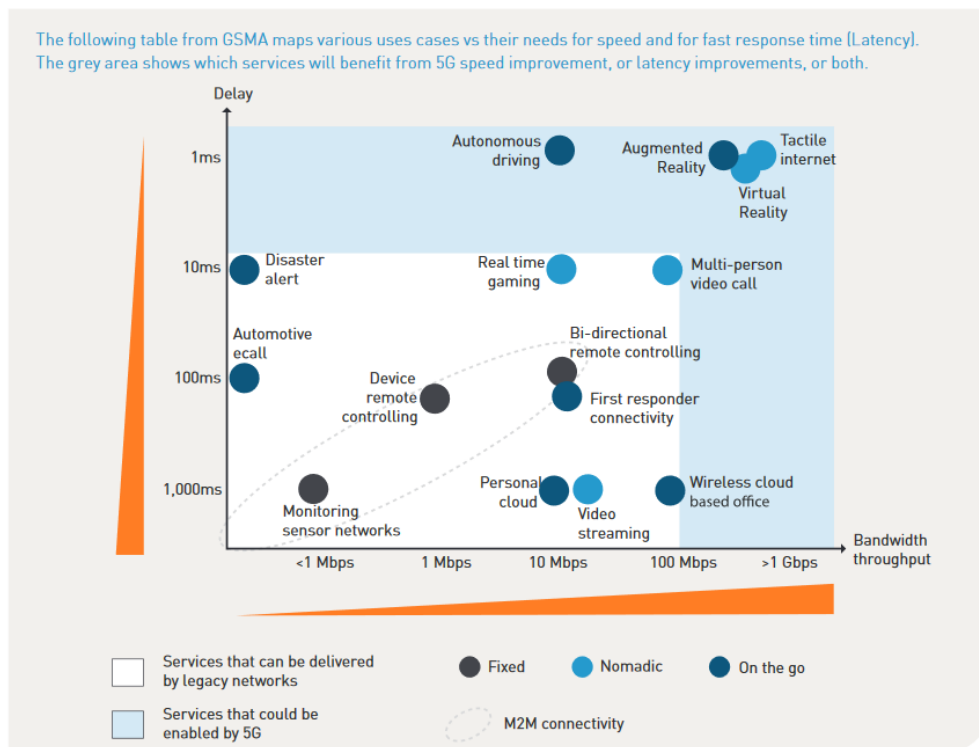 The following table from GSMA maps various uses cases vs their needs for speed and for fast response time (Latency).
The grey area shows which services will benefit from 5G speed improvement, or latency improvements, or both.
Delay
1ms
Autonomous
driving
Augmented
Reality
Tactile
internet
Virtual
Reality
10ms
Disaster
alert
Real time
gaming
Multi-person
video call
Automotive
ecall
100ms
Device
remote
controlling
Bi-directional
remote controlling
First responder
connectivity
1,000ms
Monitoring
sensor networks
Personal
cloud
Video
streaming
Wireless cloud
based office
Bandwidth
throughput
<1 Mbps
1 Mbps
10 Mbps
100 Mbps
>1 Gbps
Services that can be delivered
by legacy networks
Fixed
Nomadic
On the go
Services that could be
enabled by 5G
M2M connectivity